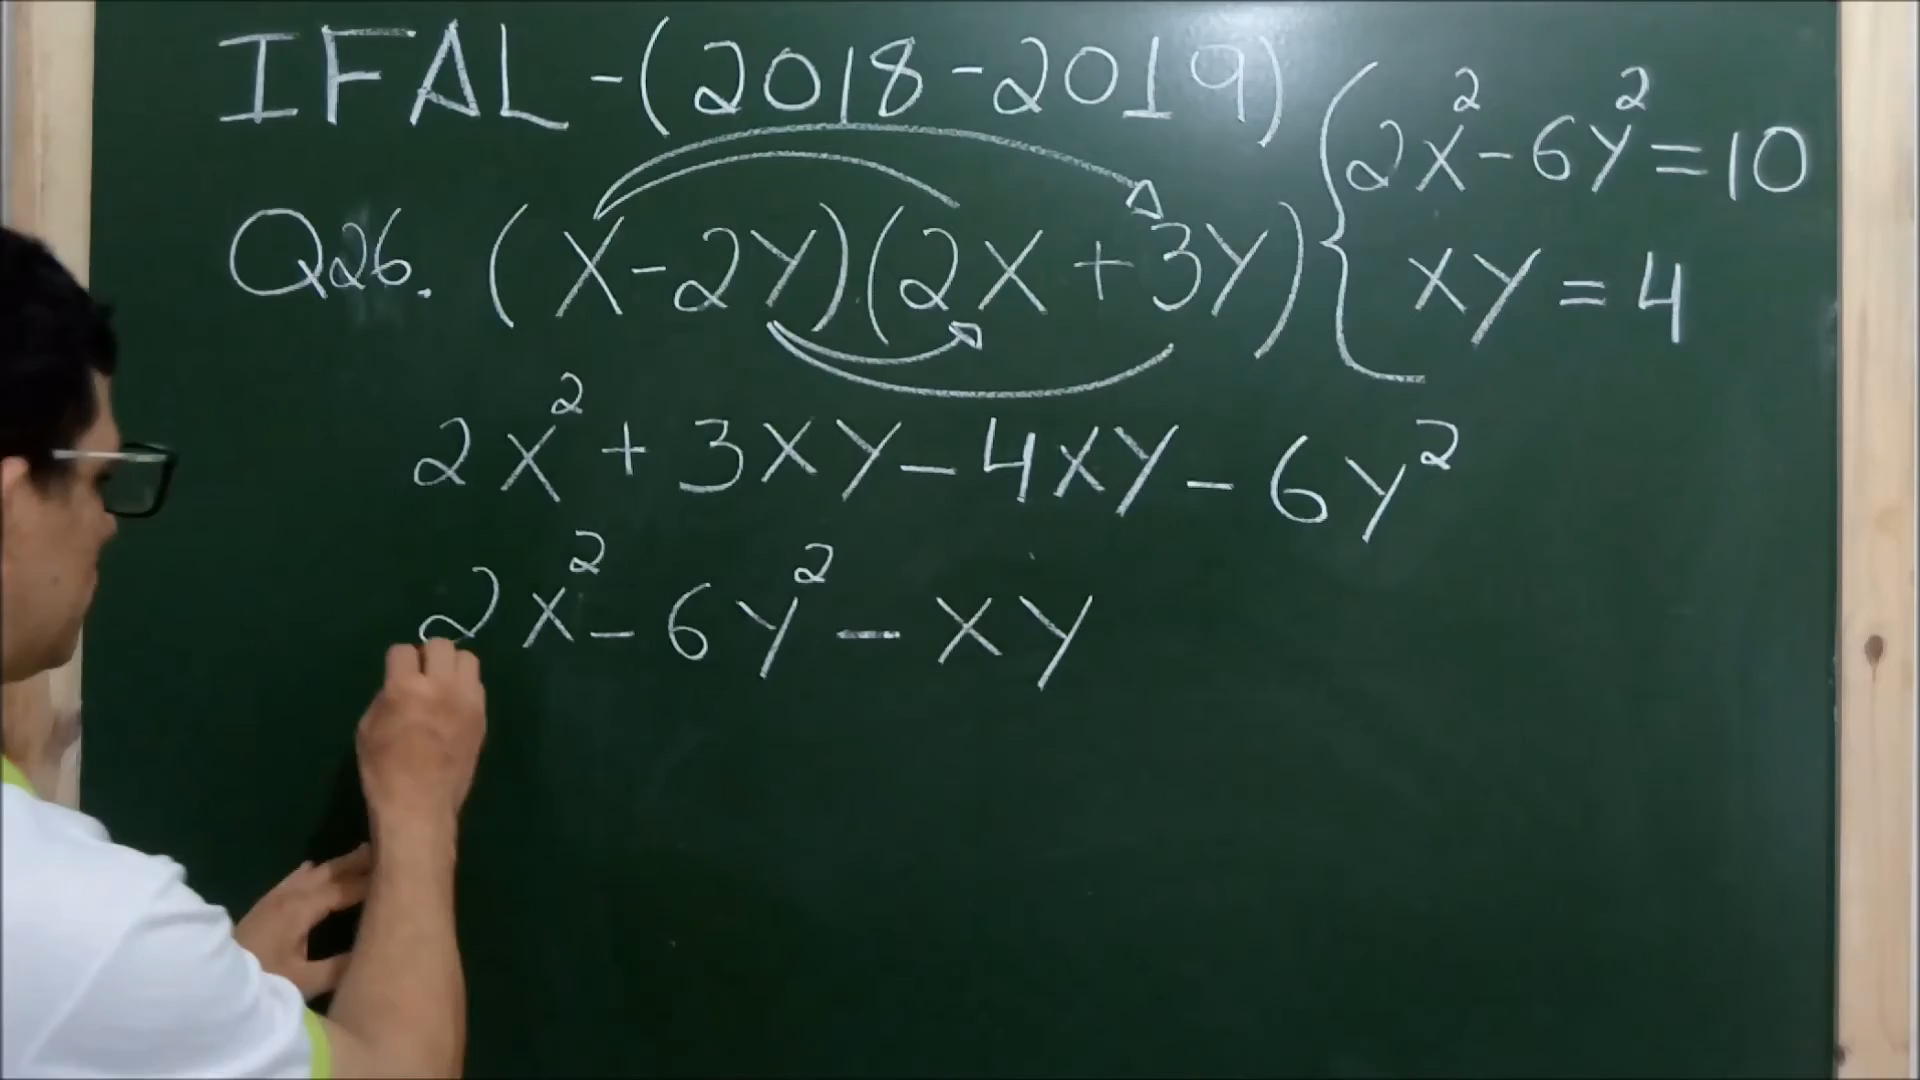 IFAL - (2018 - 2019)
Q26. (X - 2Y)(2X + 3Y)
{ 2X² - 6Y² = 10
XY = 4
2X² + 3XY - 4XY - 6Y²
2X² - 6Y² - XY